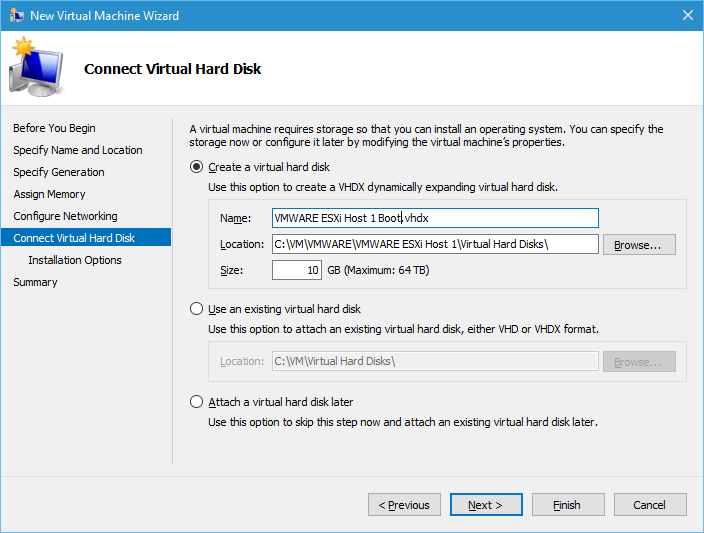 New Virtual Machine Wizard
Connect Virtual Hard Disk
Before You Begin
Specify Name and Location
Specify Generation
Assign Memory
Configure Networking
Connect Virtual Hard Disk
Installation Options
Summary
A virtual machine requires storage so that you can install an operating system. You can specify the
storage now or configure it later by modifying the virtual machine's properties.
Create a virtual hard disk
Use this option to create a VHDX dynamically expanding virtual hard disk.
Name: VMWARE ESXi Host 1 Boot.vhdx
Location: C:\VM\VMWARE\VMWARE ESXi Host 1\Virtual Hard Disks\ Browse...
Size: 10 GB (Maximum: 64 TB)
Use an existing virtual hard disk
Use this option to attach an existing virtual hard disk, either VHD or VHDX format.
Location: C:\VM\Virtual Hard Disks\ Browse...
Attach a virtual hard disk later
Use this option to skip this step now and attach an existing virtual hard disk later.
< Previous Next > Finish Cancel